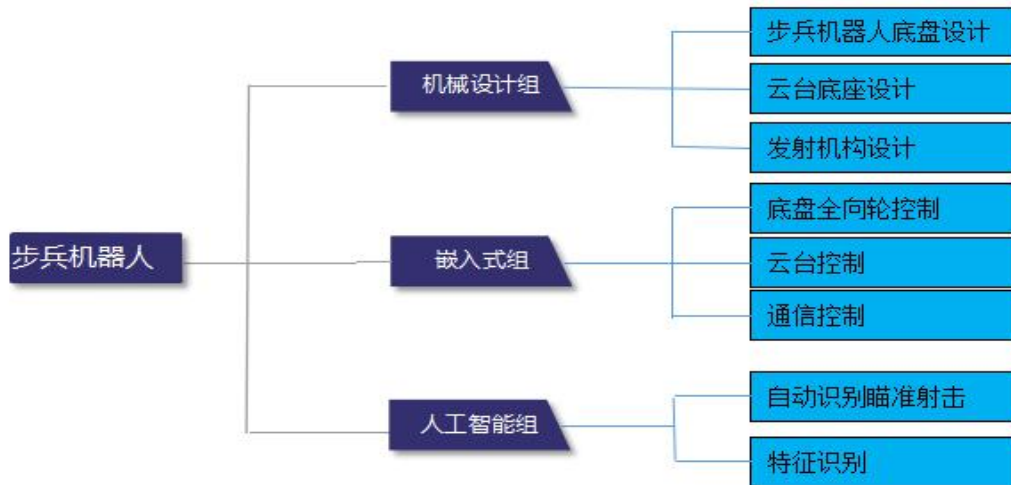 步兵机器人
机械设计组
步兵机器人底盘设计
云台底座设计
发射机构设计
嵌入式组
底盘全向轮控制
云台控制
通信控制
人工智能组
自动识别瞄准射击
特征识别